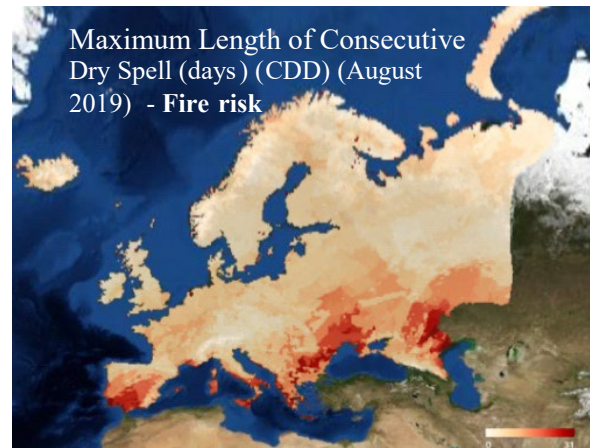 Maximum Length of Consecutive
Dry Spell (days) (CDD) (August
2019) - Fire risk
0 31